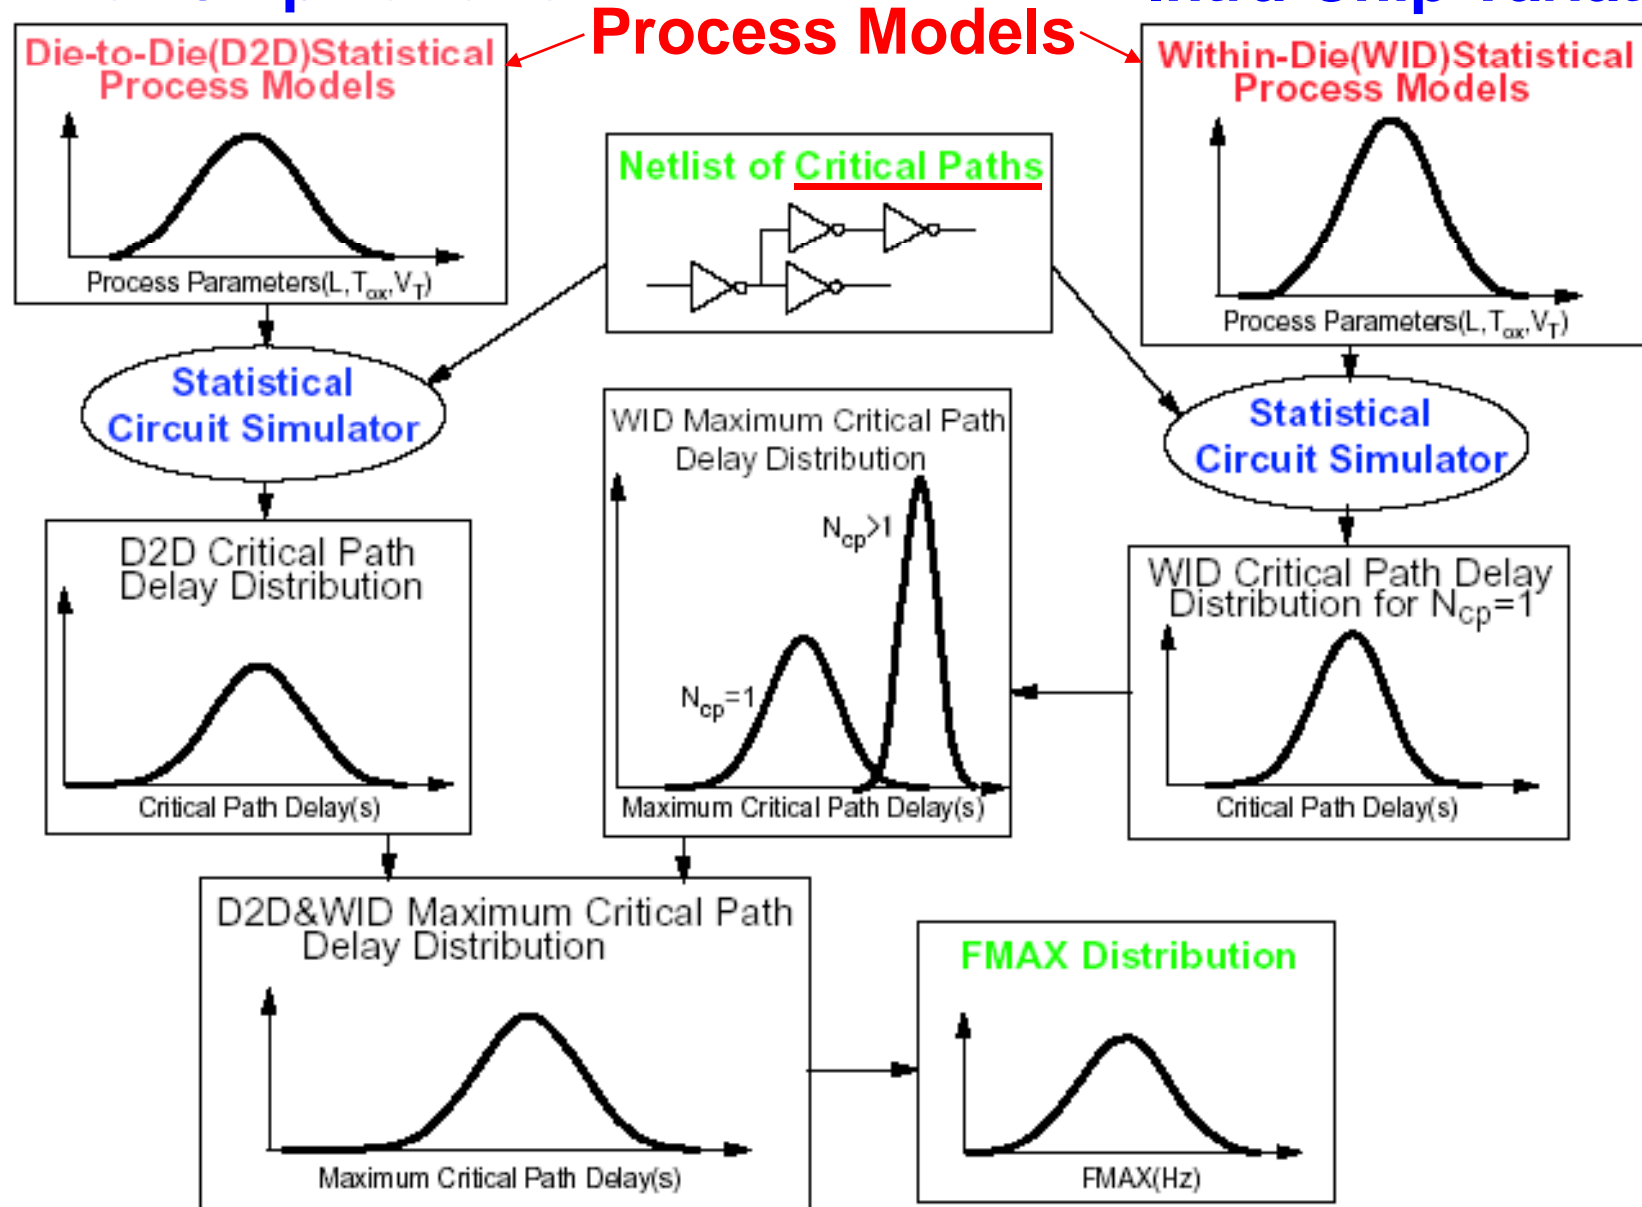 Process Models
Die-to-Die(D2D)Statistical
Process Models
Process Parameters(L,Tox,VT)
Netlist of Critical Paths
Within-Die(WID)Statistical
Process Models
Process Parameters(L,Tox,VT)
Statistical
Circuit Simulator
Statistical
Circuit Simulator
D2D Critical Path
Delay Distribution
Critical Path Delay(s)
WID Maximum Critical Path
Delay Distribution
Ncp>1
Ncp=1
Maximum Critical Path Delay(s)
WID Critical Path Delay
Distribution for Ncp=1
Critical Path Delay(s)
D2D&WID Maximum Critical Path
Delay Distribution
Maximum Critical Path Delay(s)
FMAX Distribution
FMAX(Hz)